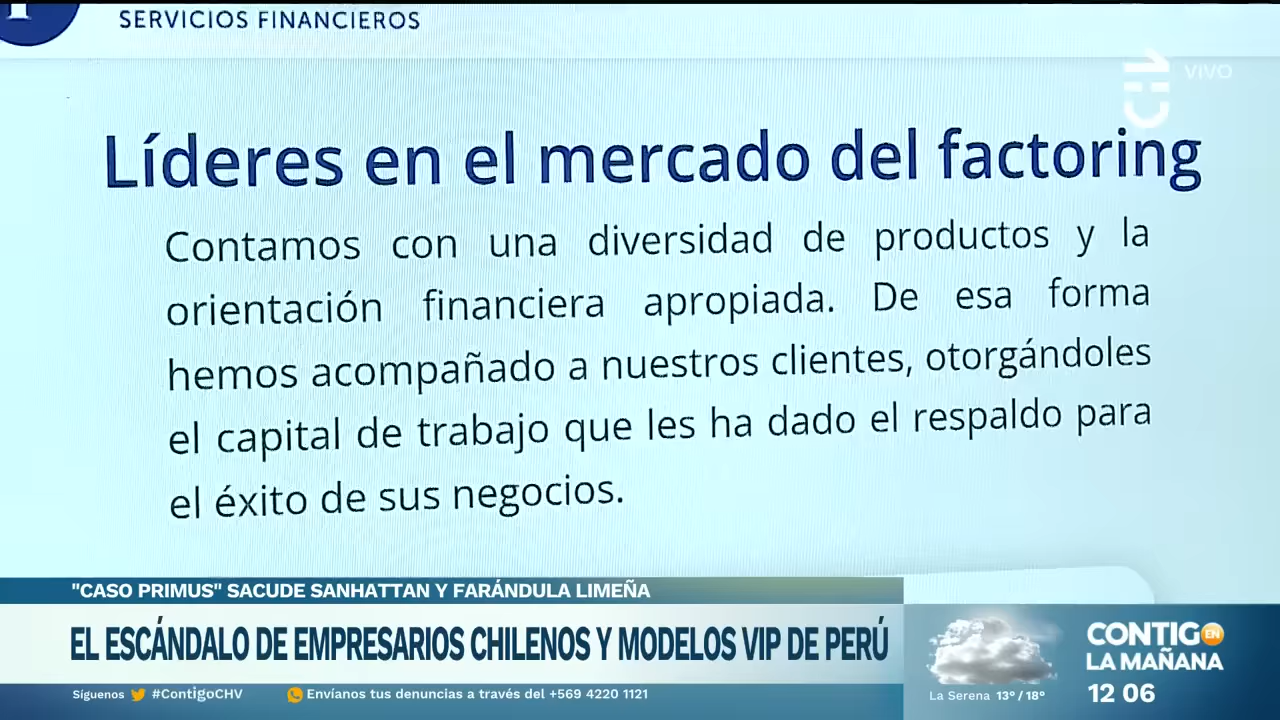 SERVICIOS FINANCIEROS
CHV VIVO
Líderes en el mercado del factoring
Contamos con una diversidad de productos y la
orientación financiera apropiada. De esa forma
hemos acompañado a nuestros clientes, otorgándoles
el capital de trabajo que les ha dado el respaldo para
el éxito de sus negocios.
"CASO PRIMUS" SACUDE SANHATTAN Y FARÁNDULA LIMEÑA
EL ESCÁNDALO DE EMPRESARIOS CHILENOS Y MODELOS VIP DE PERÚ
Síguenos #ContigoCHV Envíanos tus denuncias a través del +569 4220 1121
La Serena 13°/18°
CONTIGO EN
LA MAÑANA
12 06